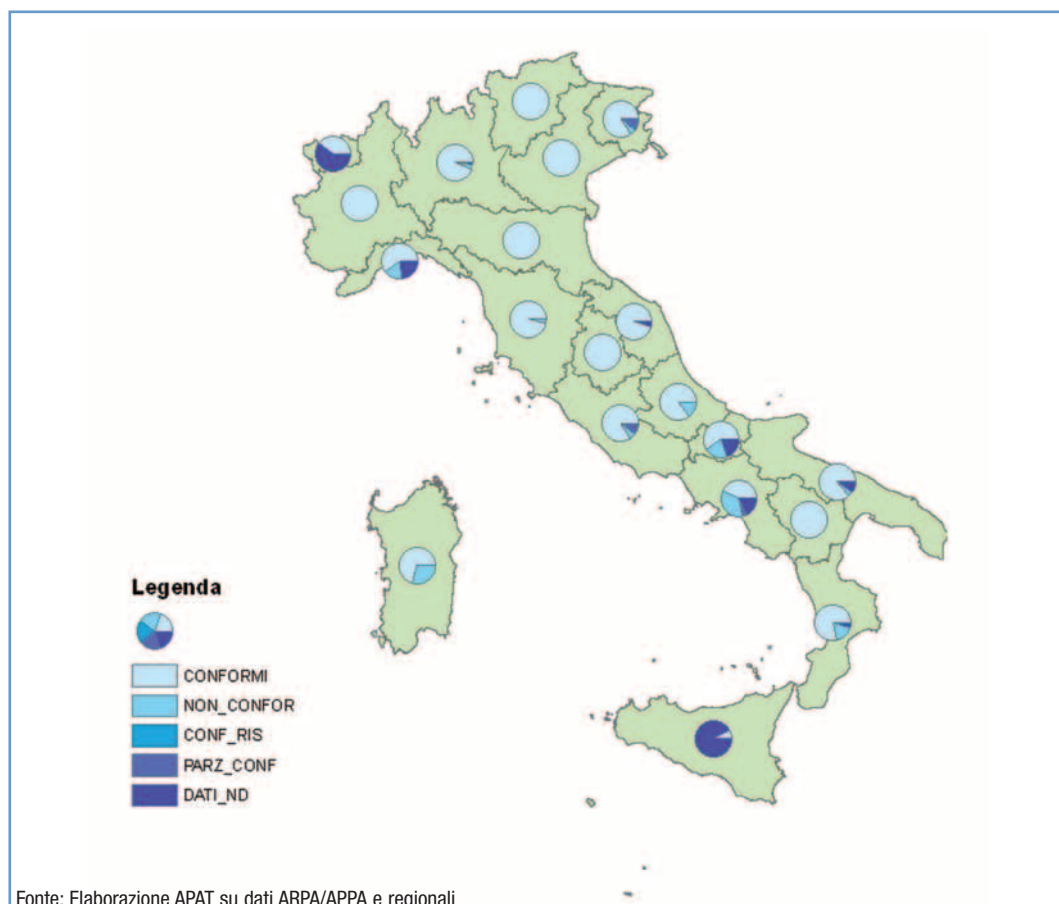 Legenda
CONFORMI
NON_CONFOR
CONF_RIS
PARZ_CONF
DATI_ND
Fonte: Elaborazione APAT su dati ARPA/APPA e regionali